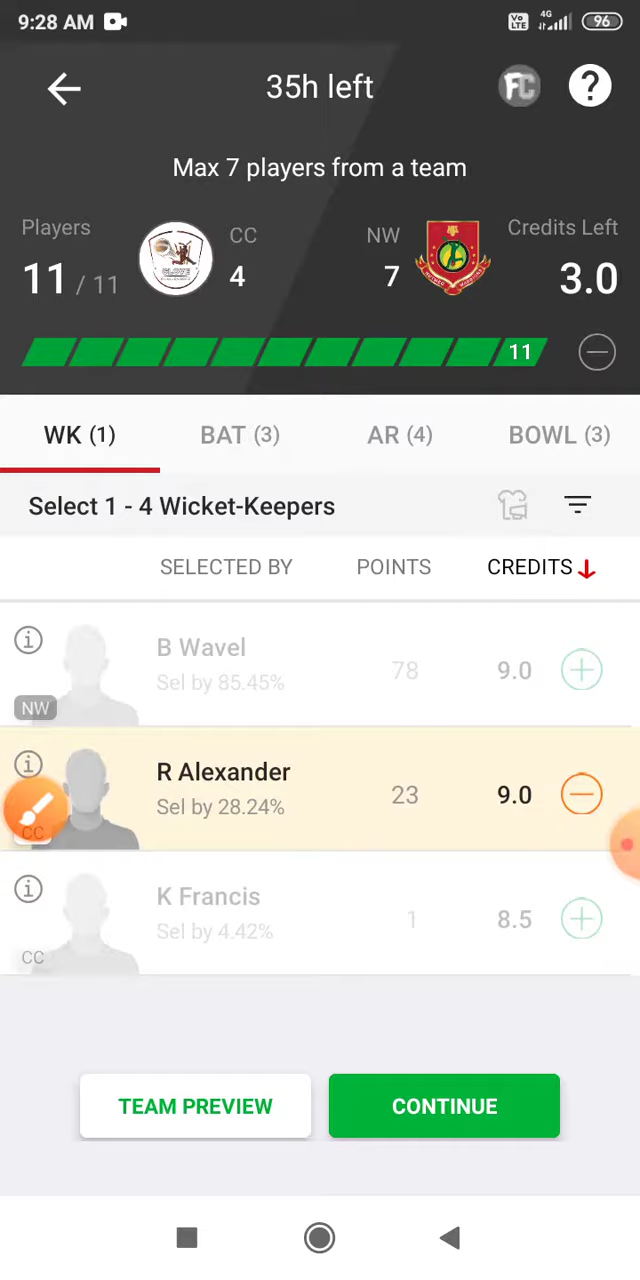 9:28 AM
Vo LTE 4G 96
35h left
FC ?
Max 7 players from a team
Players CC NW Credits Left
11 / 11 4 7 3.0
11
WK (1) BAT (3) AR (4) BOWL (3)
Select 1 - 4 Wicket-Keepers
SELECTED BY POINTS CREDITS
B Wavel
Sel by 85.45% 78 9.0
NW
R Alexander
Sel by 28.24% 23 9.0
CC
K Francis
Sel by 4.42% 1 8.5
CC
TEAM PREVIEW CONTINUE